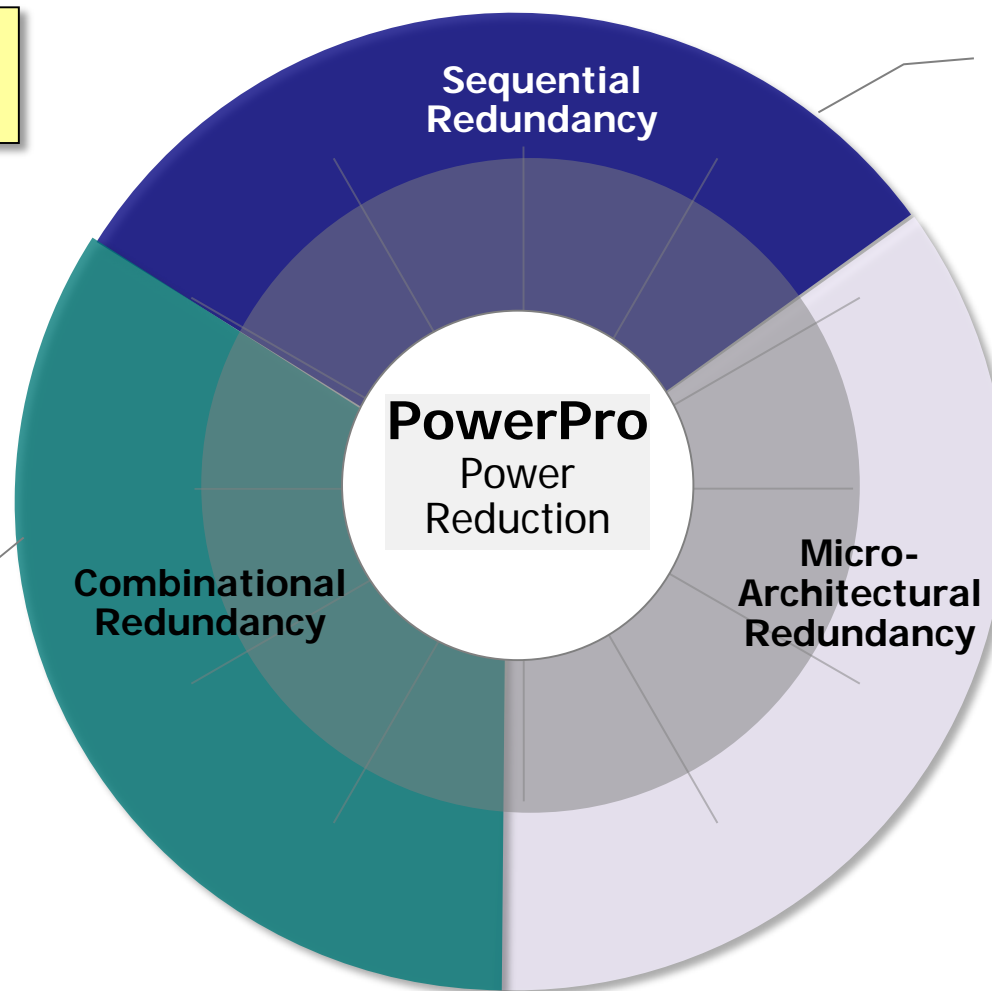 Sequential
Redundancy
PowerPro
Power
Reduction
Combinational
Redundancy
Micro-
Architectural
Redundancy